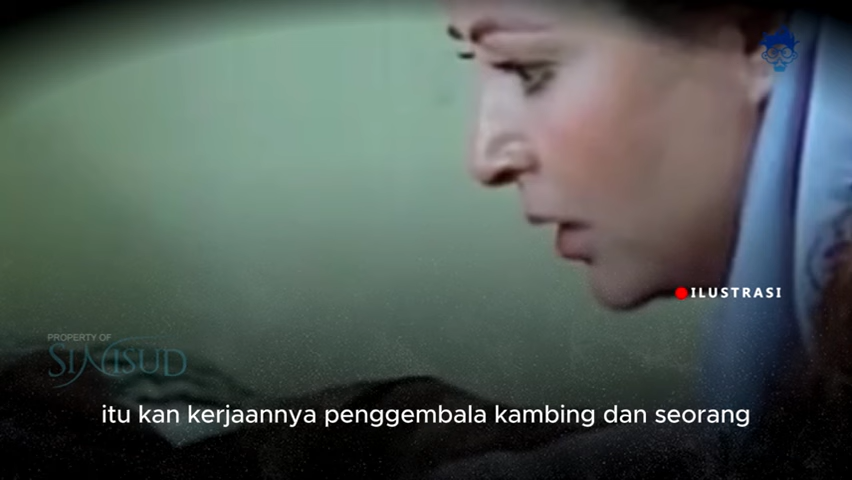 ILUSTRASI
PROPERTY OF
SINISUD
itu kan kerjaannya penggembala kambing dan seorang